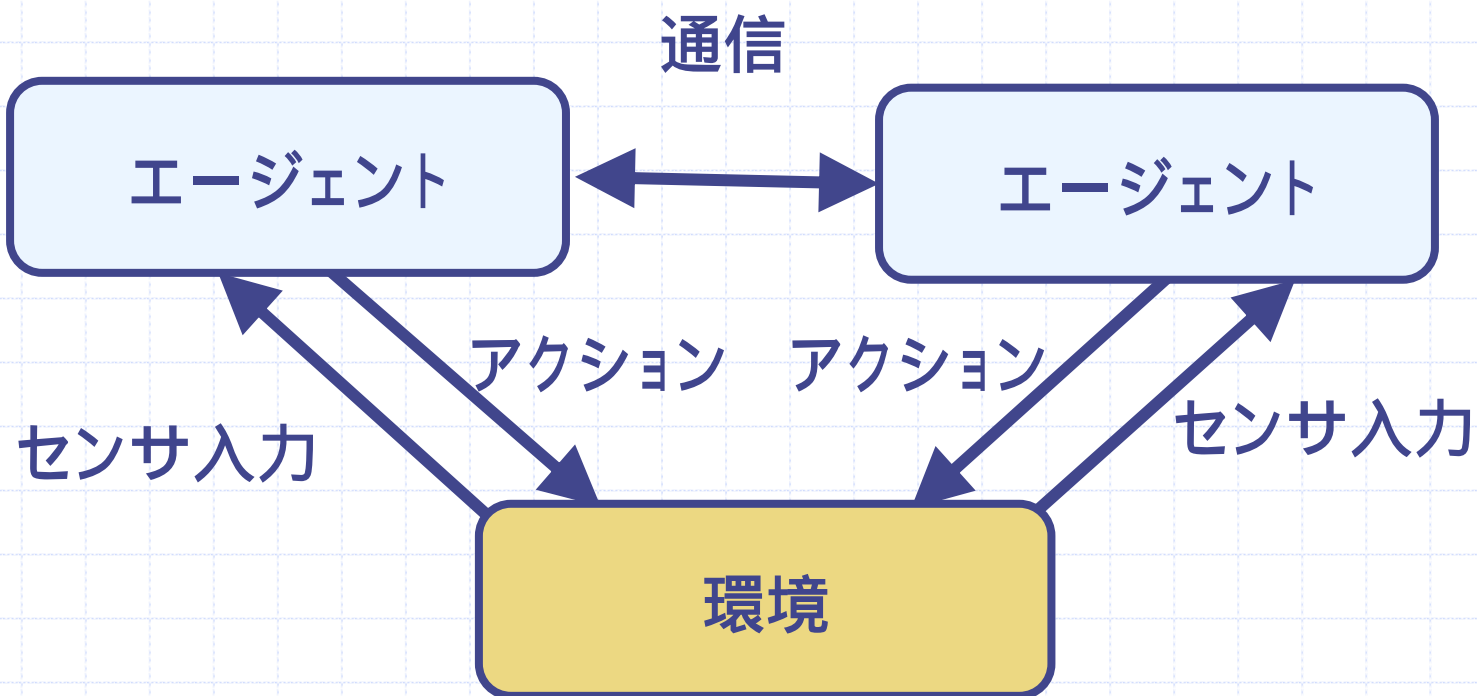 通信
エージェント
エージェント
アクション
アクション
センサ入力
センサ入力
環境